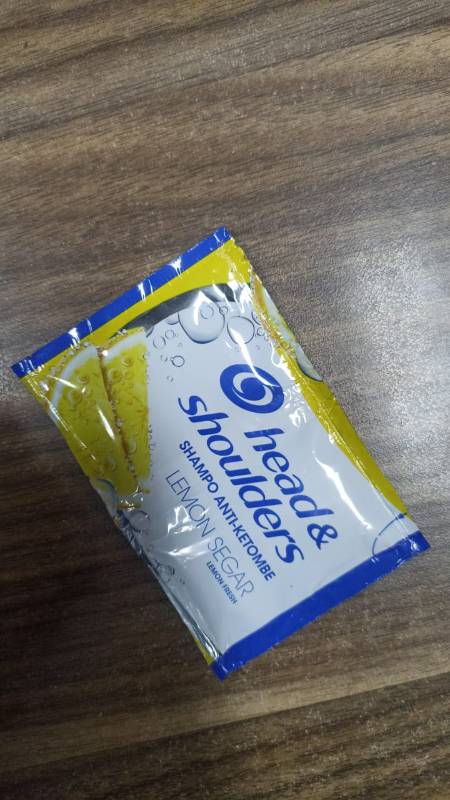 head &
shoulders
SHAMPO ANTI-KETOMBE
LEMON SEGAR
LEMON FRESH